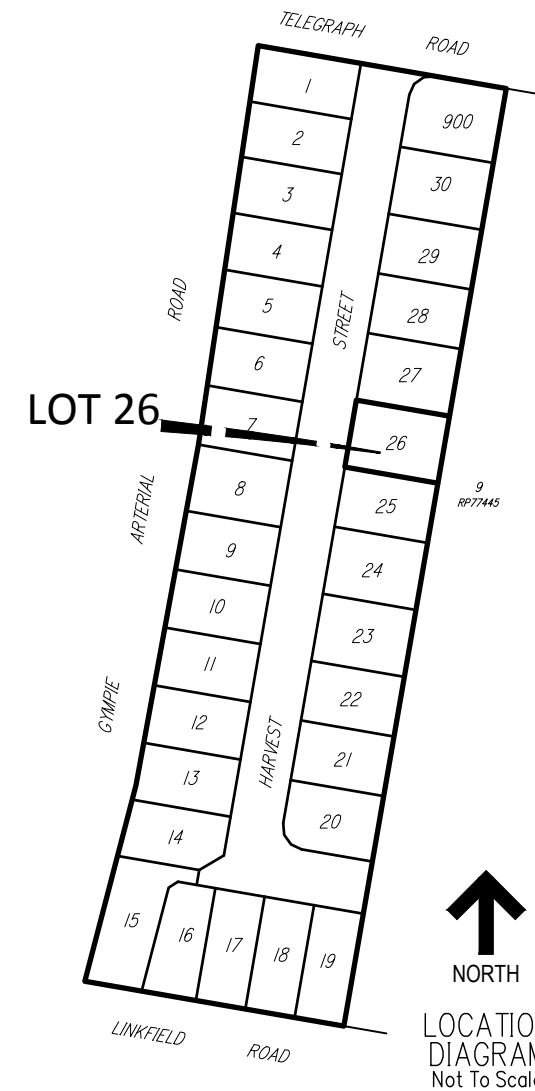 TELEGRAPH ROAD
1
900
2
30
3
4
29
ROAD
5
28
STREET
6
27
LOT 26
7
26
9
RP77445
8
25
ARTERIAL
9
24
10
23
11
22
GYMPIE
12
HARVEST
21
13
20
14
15
16
17
18
19
NORTH
LINKFIELD ROAD
LOCATIO
DIAGRAM
Not To Scale